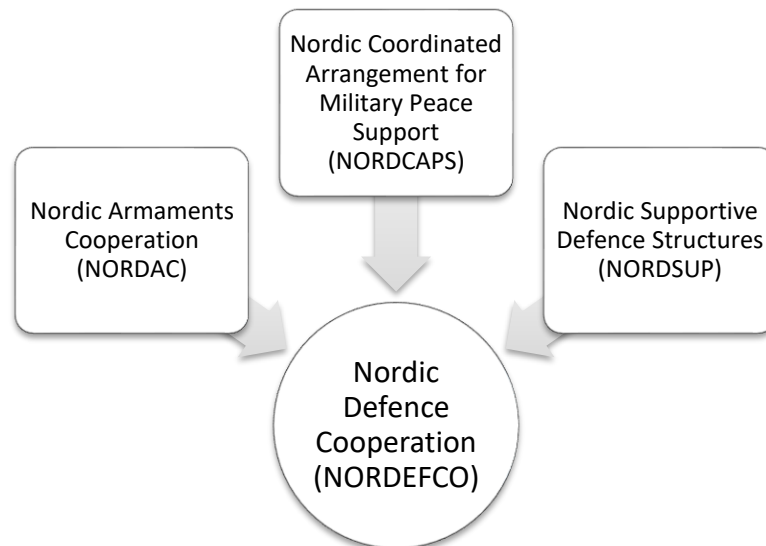 Nordic Coordinated
Arrangement for
Military Peace
Support
(NORDCAPS)
Nordic Armaments
Cooperation
(NORDAC)
Nordic Supportive
Defence Structures
(NORDSUP)
Nordic
Defence
Cooperation
(NORDEFCO)